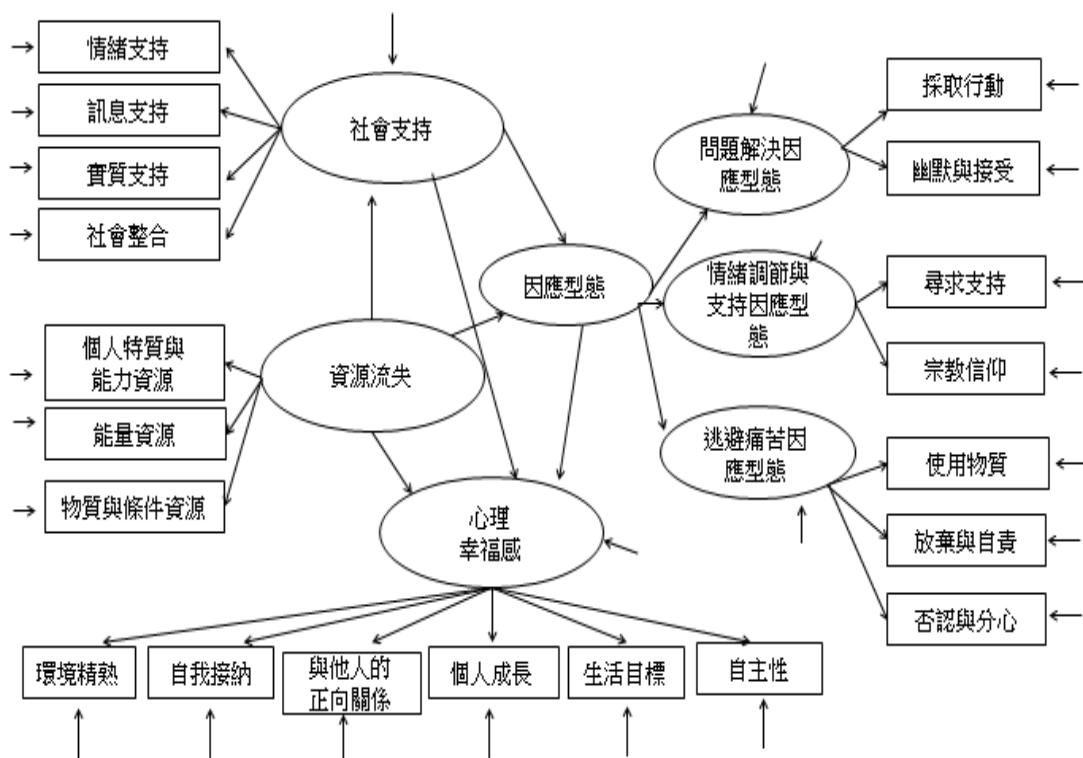 情緒支持
訊息支持
實質支持
社會整合
社會支持
個人特質與
能力資源
能量資源
物質與條件資源
資源流失
因應型態
心理
幸福感
問題解決因
應型態
情緒調節與
支持因應型
態
逃避痛苦因
應型態
採取行動
幽默與接受
尋求支持
宗教信仰
使用物質
放棄與自責
否認與分心
環境精熟
自我接納
與他人的
正向關係
個人成長
生活目標
自主性